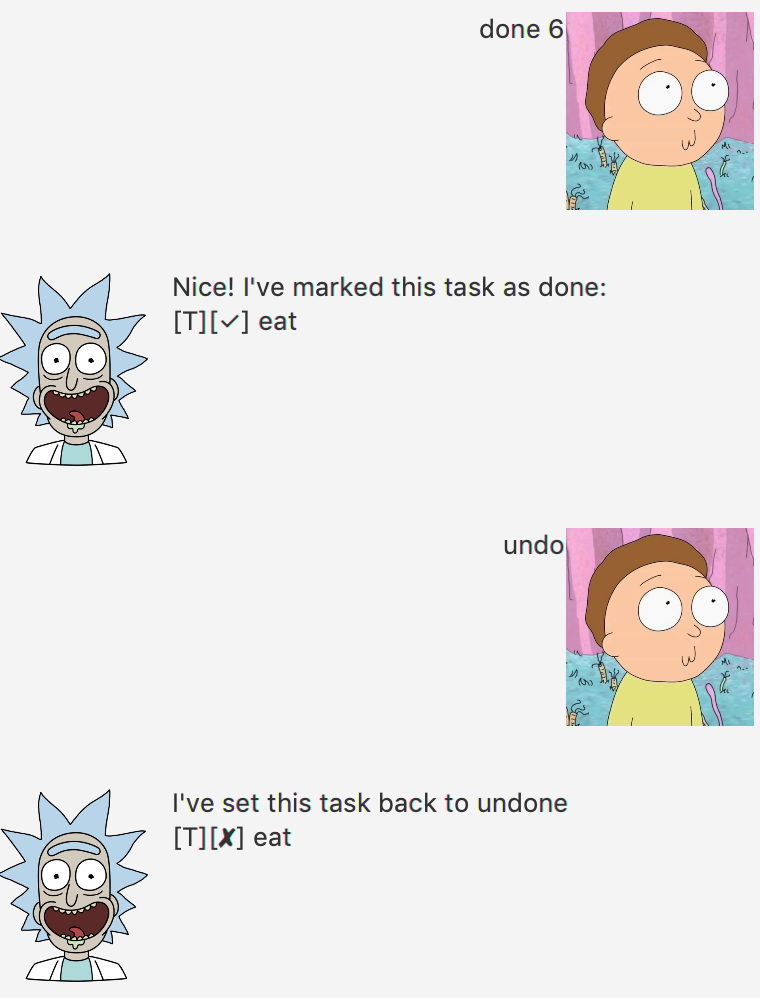 done 6
Nice! I've marked this task as done:
[T][✓] eat
undo
I've set this task back to undone
[T][✘] eat